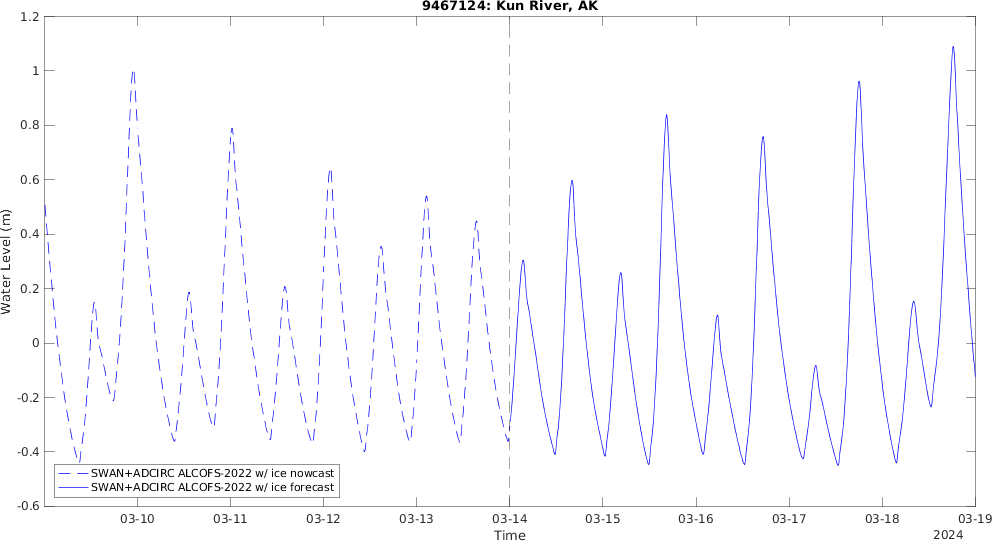 9467124: Kun River, AK
Water Level (m)
1.2
1
0.8
0.6
0.4
0.2
0
-0.2
-0.4
-0.6
SWAN+ADCIRC ALCOFS-2022 w/ ice nowcast
SWAN+ADCIRC ALCOFS-2022 w/ ice forecast
03-10 03-11 03-12 03-13 03-14 03-15 03-16 03-17 03-18 03-19
Time
2024